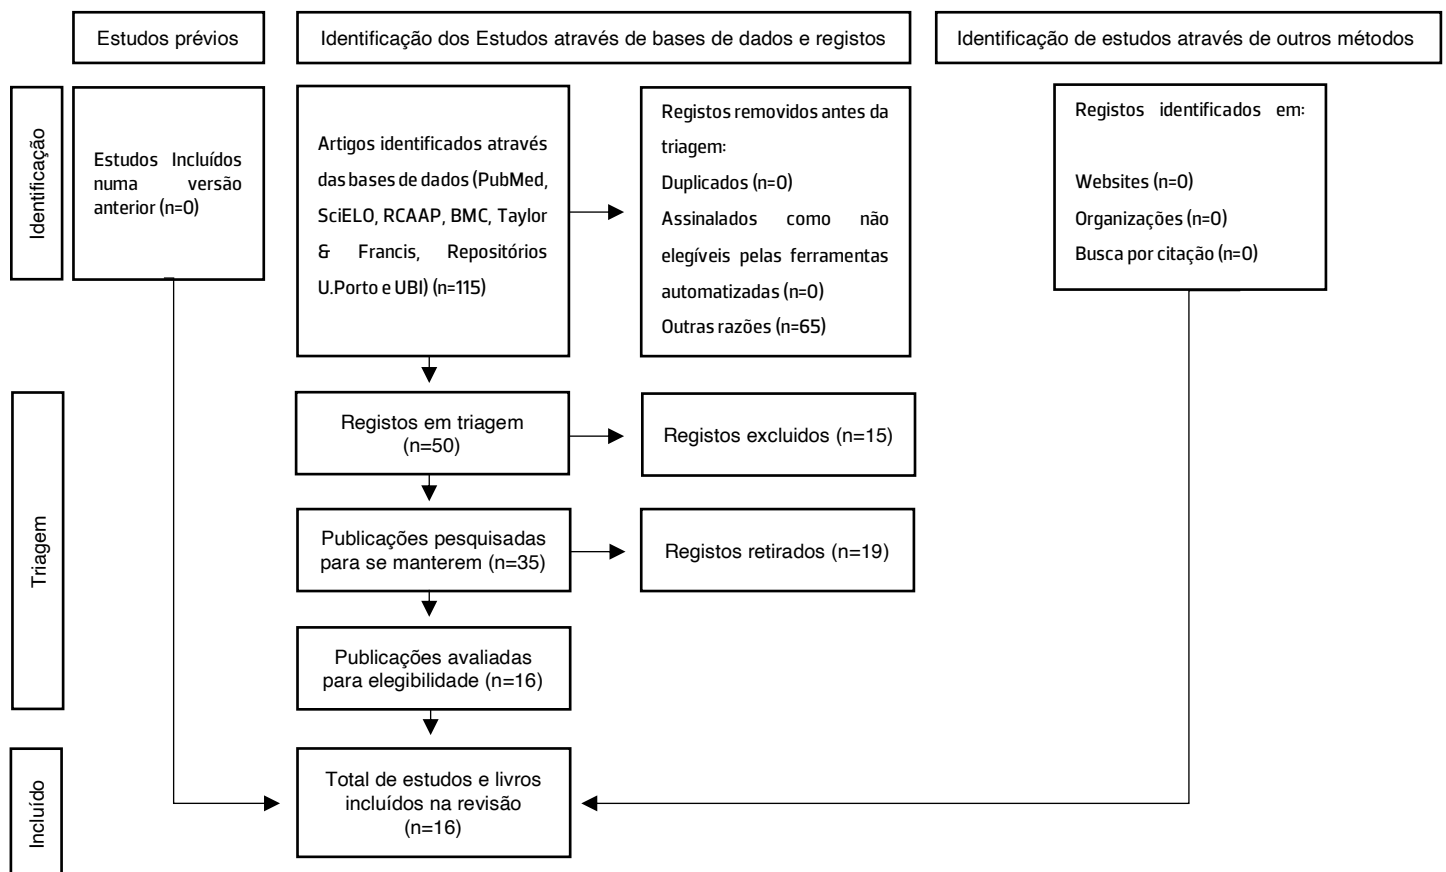 Estudos prévios
Identificação dos Estudos através de bases de dados e registos
Identificação de estudos através de outros métodos
Identificação
Estudos Incluídos
numa versão
anterior (n=0)
Artigos identificados através
das bases de dados (PubMed,
SciELO, RCAAP, BMC, Taylor
& Francis, Repositórios
U.Porto e UBI) (n=115)
Registos removidos antes da
triagem:
Duplicados (n=0)
Assinalados como não
elegíveis pelas ferramentas
automatizadas (n=0)
Outras razões (n=65)
Registos identificados em:
Websites (n=0)
Organizações (n=0)
Busca por citação (n=0)
Triagem
Registos em triagem
(n=50)
Registos excluidos (n=15)
Publicações pesquisadas
para se manterem (n=35)
Registos retirados (n=19)
Publicações avaliadas
para elegibilidade (n=16)
Incluído
Total de estudos e livros
incluídos na revisão
(n=16)